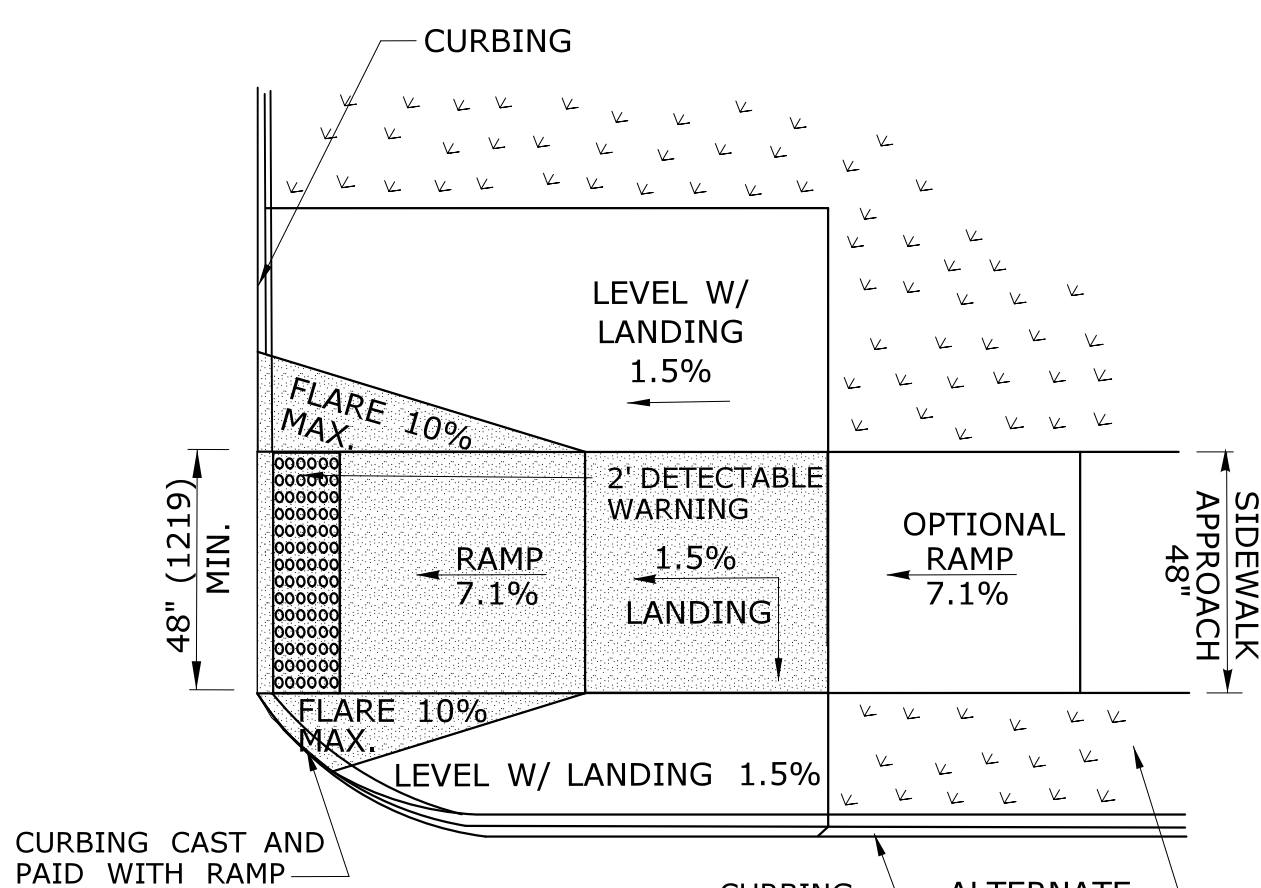 CURBING
LEVEL W/
LANDING
1.5%
FLARE 10%
MAX.
2' DETECTABLE
WARNING
48" (1219)
MIN.
RAMP
7.1%
1.5%
LANDING
OPTIONAL
RAMP
7.1%
SIDEWALK
APPROACH
48"
FLARE 10%
MAX.
LEVEL W/ LANDING 1.5%
CURBING CAST AND
PAID WITH RAMP
CURBING
ALTERNATE